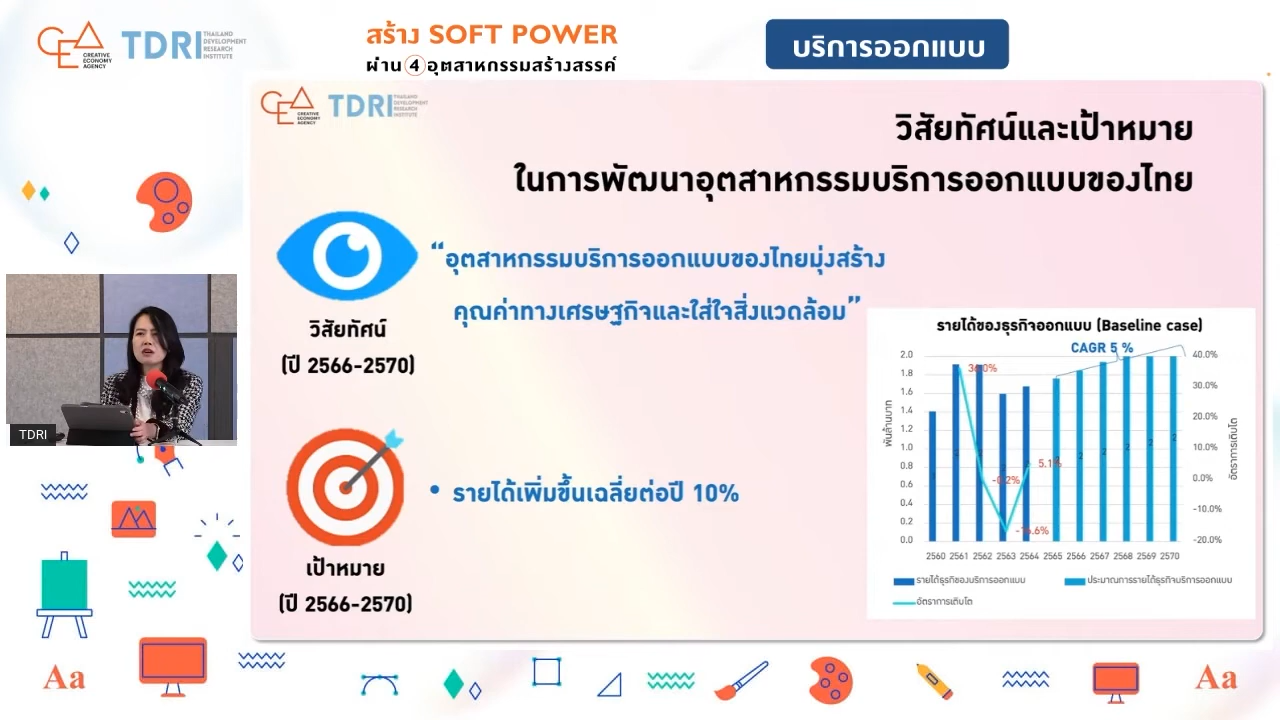 CEA CREATIVE ECONOMY AGENCY
TDRI THAILAND DEVELOPMENT RESEARCH INSTITUTE
สร้าง SOFT POWER
ผ่าน 4 อุตสาหกรรมสร้างสรรค์
บริการออกแบบ
CEA CREATIVE ECONOMY AGENCY
TDRI THAILAND DEVELOPMENT RESEARCH INSTITUTE
วิสัยทัศน์และเป้าหมาย
ในการพัฒนาอุตสาหกรรมบริการออกแบบของไทย
“อุตสาหกรรมบริการออกแบบของไทยมุ่งสร้าง
คุณค่าทางเศรษฐกิจและใส่ใจสิ่งแวดล้อม”
วิสัยทัศน์
(ปี 2566-2570)
• รายได้เพิ่มขึ้นเฉลี่ยต่อปี 10%
เป้าหมาย
(ปี 2566-2570)
รายได้ของธุรกิจออกแบบ (Baseline case)
CAGR 5 %
2.0
1.8
1.6
1.4
1.2
1.0
0.8
0.6
0.4
0.2
0.0
พันล้านบาท
40.0%
30.0%
20.0%
10.0%
0.0%
-10.0%
-20.0%
อัตราการเติบโต
5.1%
2560 2561 2562 2563 2564 2565 2566 2567 2568 2569 2570
รายได้ธุรกิจของบริการออกแบบ
ประมาณการรายได้ธุรกิจบริการออกแบบ
อัตราการเติบโต
TDRI
Aa
Aa